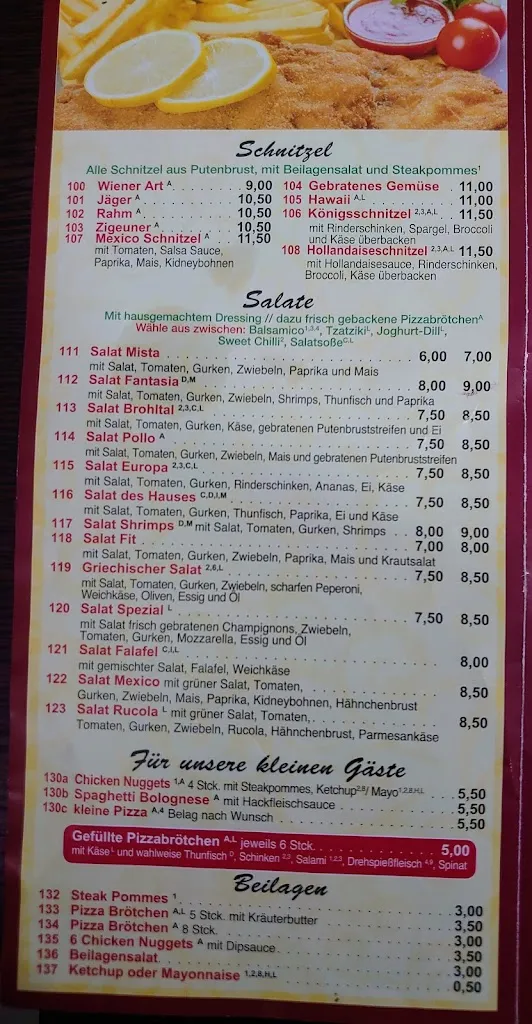 Schnitzel
Alle Schnitzel aus Putenbrust, mit Beilagensalat und Steakpommes¹
100 Wiener Art ᴬ . . . . . . . . 9,00
101 Jäger ᴬ . . . . . . . . 10,50
102 Rahm ᴬ . . . . . . . . 10,50
103 Zigeuner ᴬ . . . . . . . . 10,50
107 Mexico Schnitzel ᴬ . . . . 11,50
mit Tomaten, Salsa Sauce,
Paprika, Mais, Kidneybohnen
104 Gebratenes Gemüse . . 11,00
105 Hawaii A,L . . . . . . . . 11,00
106 Königsschnitzel 2,3,A,L . . 11,50
mit Rinderschinken, Spargel, Broccoli
und Käse überbacken
108 Hollandaiseschnitzel 2,3,A,L 11,50
mit Hollandaisesauce, Rinderschinken,
Broccoli, Käse überbacken
Salate
Mit hausgemachtem Dressing // dazu frisch gebackene Pizzabrötchen ᴬ
Wähle aus zwischen: Balsamico 1,3,4, Tzatziki L, Joghurt-Dill L,
Sweet Chilli 2, Salatsoße C,L
111 Salat Mista . . . . . . . . 6,00 7,00
mit Salat, Tomaten, Gurken, Zwiebeln, Paprika und Mais
112 Salat Fantasia D,M . . . . . . . . 8,00 9,00
mit Salat, Tomaten, Gurken, Zwiebeln, Shrimps, Thunfisch und Paprika
113 Salat Brohltal 2,3,C,L . . . . . . . . 7,50 8,50
mit Salat, Tomaten, Gurken, Käse, gebratenen Putenbruststreifen und Ei
114 Salat Pollo A . . . . . . . . 7,50 8,50
mit Salat, Tomaten, Gurken, Zwiebeln, Mais und gebratenen Putenbruststreifen
115 Salat Europa 2,3,C,L . . . . . . . . 7,50 8,50
mit Salat, Tomaten, Gurken, Rinderschinken, Ananas, Ei, Käse
116 Salat des Hauses C,D,I,M . . . . . . . . 7,50 8,50
mit Salat, Tomaten, Gurken, Thunfisch, Paprika, Ei und Käse
117 Salat Shrimps D,M mit Salat, Tomaten, Gurken, Shrimps . . 8,00 9,00
118 Salat Fit . . . . . . . . 7,00 8,00
mit Salat, Tomaten, Gurken, Zwiebeln, Paprika, Mais und Krautsalat
119 Griechischer Salat 2,6,L . . . . . . . . 7,50 8,50
mit Salat, Tomaten, Gurken, Zwiebeln, scharfen Peperoni,
Weichkäse, Oliven, Essig und Öl
120 Salat Spezial L . . . . . . . . 7,50 8,50
mit Salat frisch gebratenen Champignons, Zwiebeln,
Tomaten, Gurken, Mozzarella, Essig und Öl
121 Salat Falafel C,I,L . . . . . . . . 8,00
mit gemischter Salat, Falafel, Weichkäse
122 Salat Mexico mit grüner Salat, Tomaten, . . . . . . . . 8,50
Gurken, Zwiebeln, Mais, Paprika, Kidneybohnen, Hähnchenbrust
123 Salat Rucola L mit grüner Salat, Tomaten, . . . . . . . . 8,50
Tomaten, Gurken, Zwiebeln, Rucola, Hähnchenbrust, Parmesankäse
Für unsere kleinen Gäste
130a Chicken Nuggets 1,A 4 Stck. mit Steakpommes, Ketchup 2,8/ Mayo 1,2,8,H,L . . 5,50
130b Spaghetti Bolognese A mit Hackfleischsauce . . . . . . . . 5,50
130c kleine Pizza A,4 Belag nach Wunsch . . . . . . . . 5,50
Gefüllte Pizzabrötchen A,L jeweils 6 Stck. . . . . . . . . 5,00
mit Käse L und wahlweise Thunfisch D, Schinken 2,3, Salami 1,2,3, Drehspießfleisch 4,9, Spinat
Beilagen
132 Steak Pommes 1 . . . . . . . . 3,00
133 Pizza Brötchen A,L 5 Stck. mit Kräuterbutter . . . . . . . . 3,50
134 Pizza Brötchen A 8 Stck. . . . . . . . . 3,00
135 6 Chicken Nuggets A mit Dipsauce . . . . . . . . 3,50
136 Beilagensalat . . . . . . . . 3,00
137 Ketchup oder Mayonnaise 1,2,8,H,L . . . . . . . . 0,50